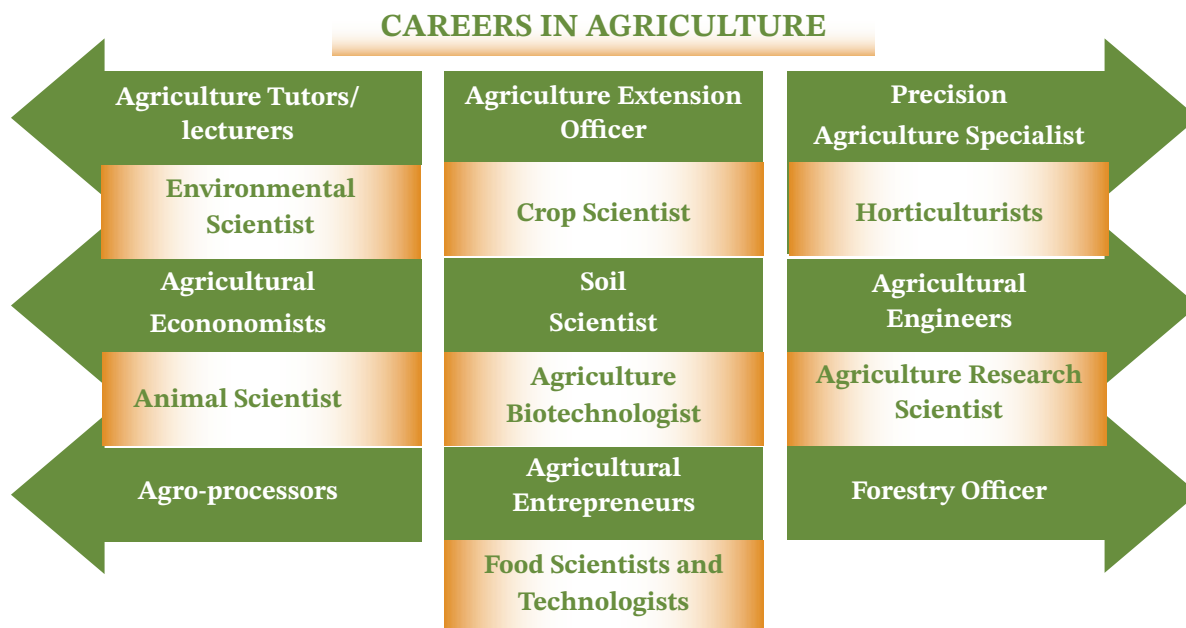 CAREERS IN AGRICULTURE
Agriculture Tutors/
lecturers
Agriculture Extension
Officer
Precision
Agriculture Specialist
Environmental
Scientist
Crop Scientist
Horticulturists
Agricultural
Econonomists
Soil
Scientist
Agricultural
Engineers
Animal Scientist
Agriculture
Biotechnologist
Agriculture Research
Scientist
Agro-processors
Agricultural
Entrepreneurs
Forestry Officer
Food Scientists and
Technologists